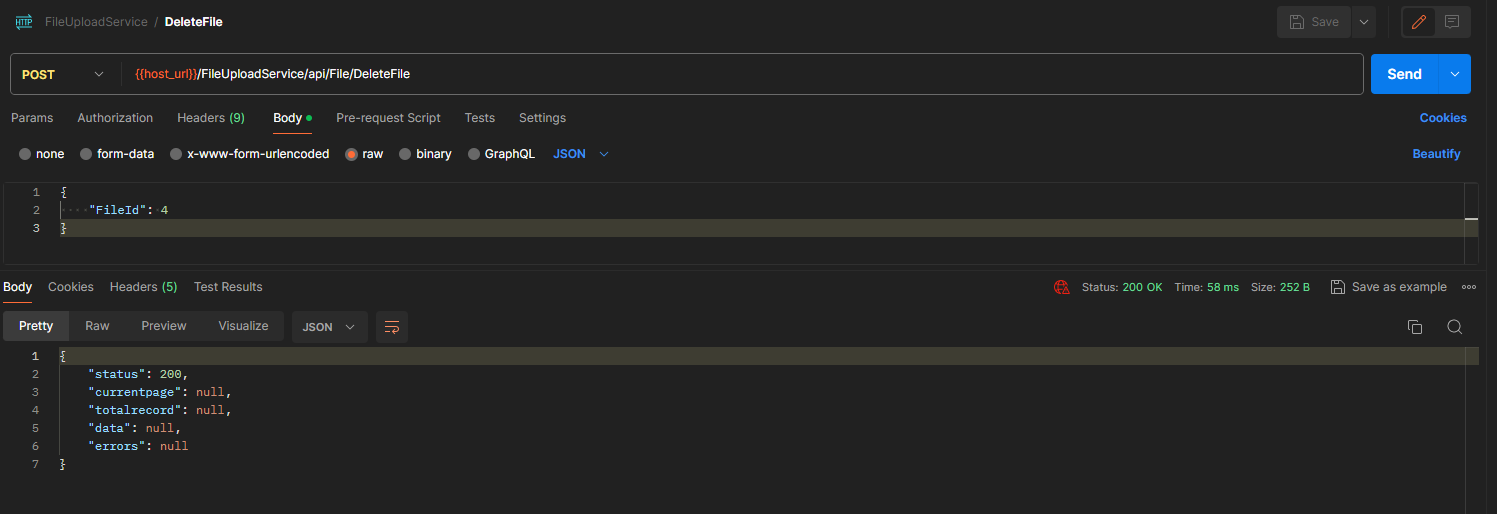 HTTP FileUploadService / DeleteFile Save
POST {{host_url}}/FileUploadService/api/File/DeleteFile Send
Params Authorization Headers (9) Body Pre-request Script Tests Settings Cookies
none form-data x-www-form-urlencoded raw binary GraphQL JSON Beautify
1 {
2 ····"FileId":·4
3 }
Body Cookies Headers (5) Test Results Status: 200 OK Time: 58 ms Size: 252 B Save as example
Pretty Raw Preview Visualize JSON
1 {
2 "status": 200,
3 "currentpage": null,
4 "totalrecord": null,
5 "data": null,
6 "errors": null
7 }